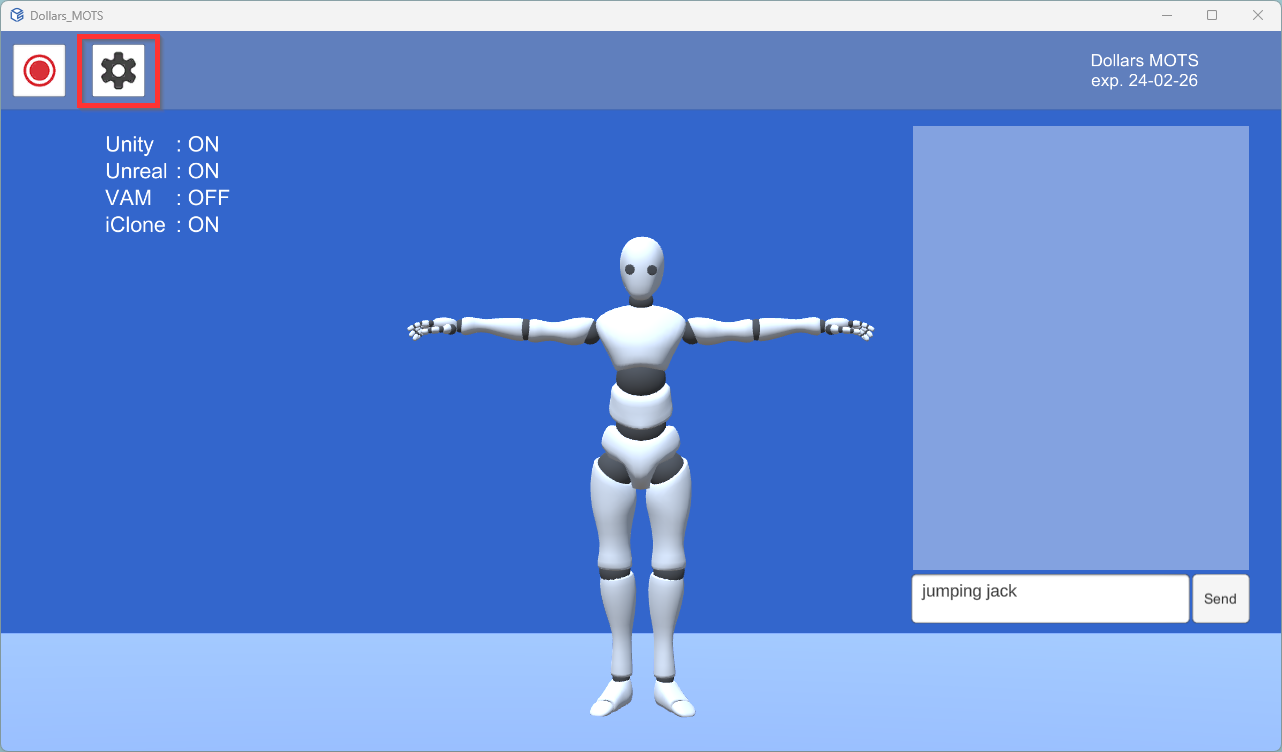 Dollars_MOTS
Dollars MOTS
exp. 24-02-26
Unity : ON
Unreal : ON
VAM : OFF
iClone : ON
jumping jack
Send